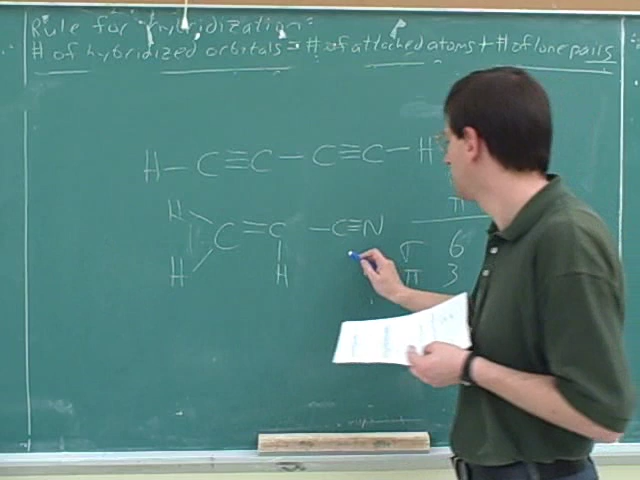 Rule for hybridization:
# of hybridized orbitals = # of attached atoms + # of lone pairs
H–C≡C–C≡C–H
π
H
C=C–C≡N
H H
σ 6
π 3